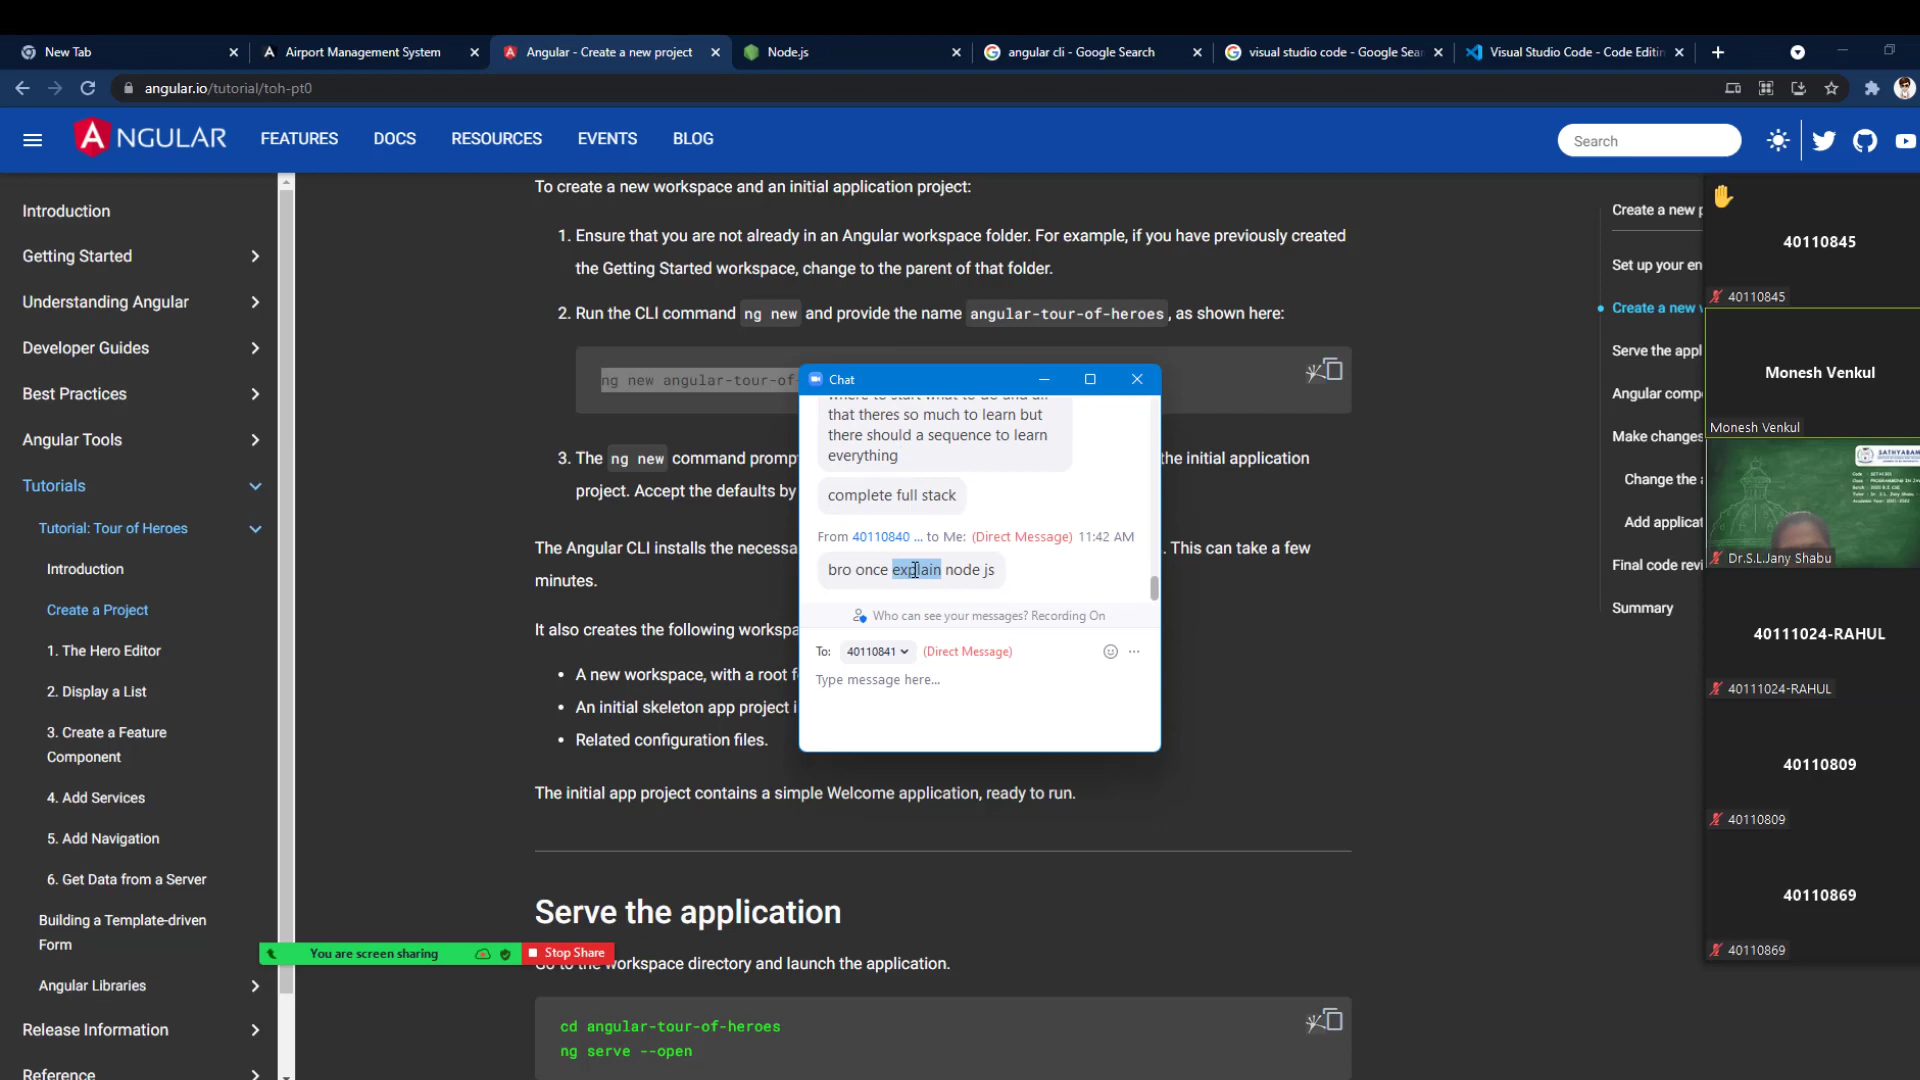 New Tab
Airport Management System
Angular - Create a new project
Node.js
angular cli - Google Search
visual studio code - Google Sear
Visual Studio Code - Code Editin
angular.io/tutorial/toh-pt0
ANGULAR
FEATURES
DOCS
RESOURCES
EVENTS
BLOG
Search
Introduction
Getting Started
Understanding Angular
Developer Guides
Best Practices
Angular Tools
Tutorials
Tutorial: Tour of Heroes
Introduction
Create a Project
1. The Hero Editor
2. Display a List
3. Create a Feature
Component
4. Add Services
5. Add Navigation
6. Get Data from a Server
Building a Template-driven
Form
Angular Libraries
Release Information
Reference
To create a new workspace and an initial application project:
1. Ensure that you are not already in an Angular workspace folder. For example, if you have previously created
the Getting Started workspace, change to the parent of that folder.
2. Run the CLI command ng new and provide the name angular-tour-of-heroes, as shown here:
ng new angular-tour-of-
3. The ng new command promp
the initial application
project. Accept the defaults by
The Angular CLI installs the necessa
. This can take a few
minutes.
It also creates the following workspa
• A new workspace, with a root f
• An initial skeleton app project i
• Related configuration files.
The initial app project contains a simple Welcome application, ready to run.
Serve the application
Go to the workspace directory and launch the application.
cd angular-tour-of-heroes
ng serve --open
You are screen sharing
Stop Share
Chat
where to start what to do and all
that theres so much to learn but
there should a sequence to learn
everything
complete full stack
From 40110840 ... to Me: (Direct Message) 11:42 AM
bro once explain node js
Who can see your messages? Recording On
To: 40110841 (Direct Message)
Type message here...
Create a new p
Set up your en
Create a new w
Serve the appl
Angular comp
Make changes
Change the a
Add applicat
Final code revi
Summary
40110845
40110845
Monesh Venkul
Monesh Venkul
SATHYABAM
Dr.S.L.Jany Shabu
40111024-RAHUL
40111024-RAHUL
40110809
40110809
40110869
40110869